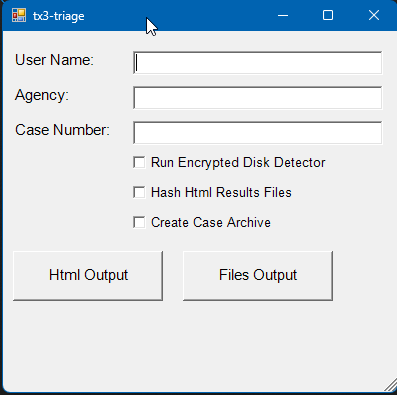 tx3-triage
User Name:
Agency:
Case Number:
Run Encrypted Disk Detector
Hash Html Results Files
Create Case Archive
Html Output Files Output